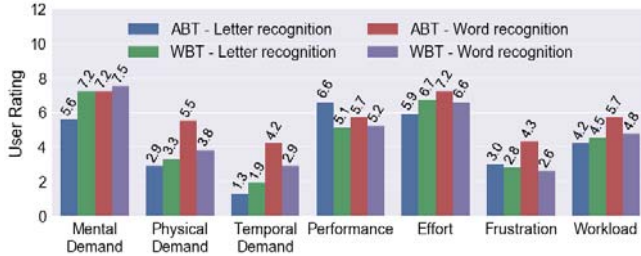 12
10
8
6
4
2
0
User Rating
ABT - Letter recognition
ABT - Word recognition
WBT - Letter recognition
WBT - Word recognition
5.6 7.2 7.2 7.5
2.9 3.3 5.5 3.8
1.3 1.9 4.2 2.9
6.6 5.1 5.7 5.2
5.9 6.7 7.2 6.6
3.0 2.8 4.3 2.6
4.2 4.5 5.7 4.8
Mental Demand
Physical Demand
Temporal Demand
Performance
Effort
Frustration
Workload